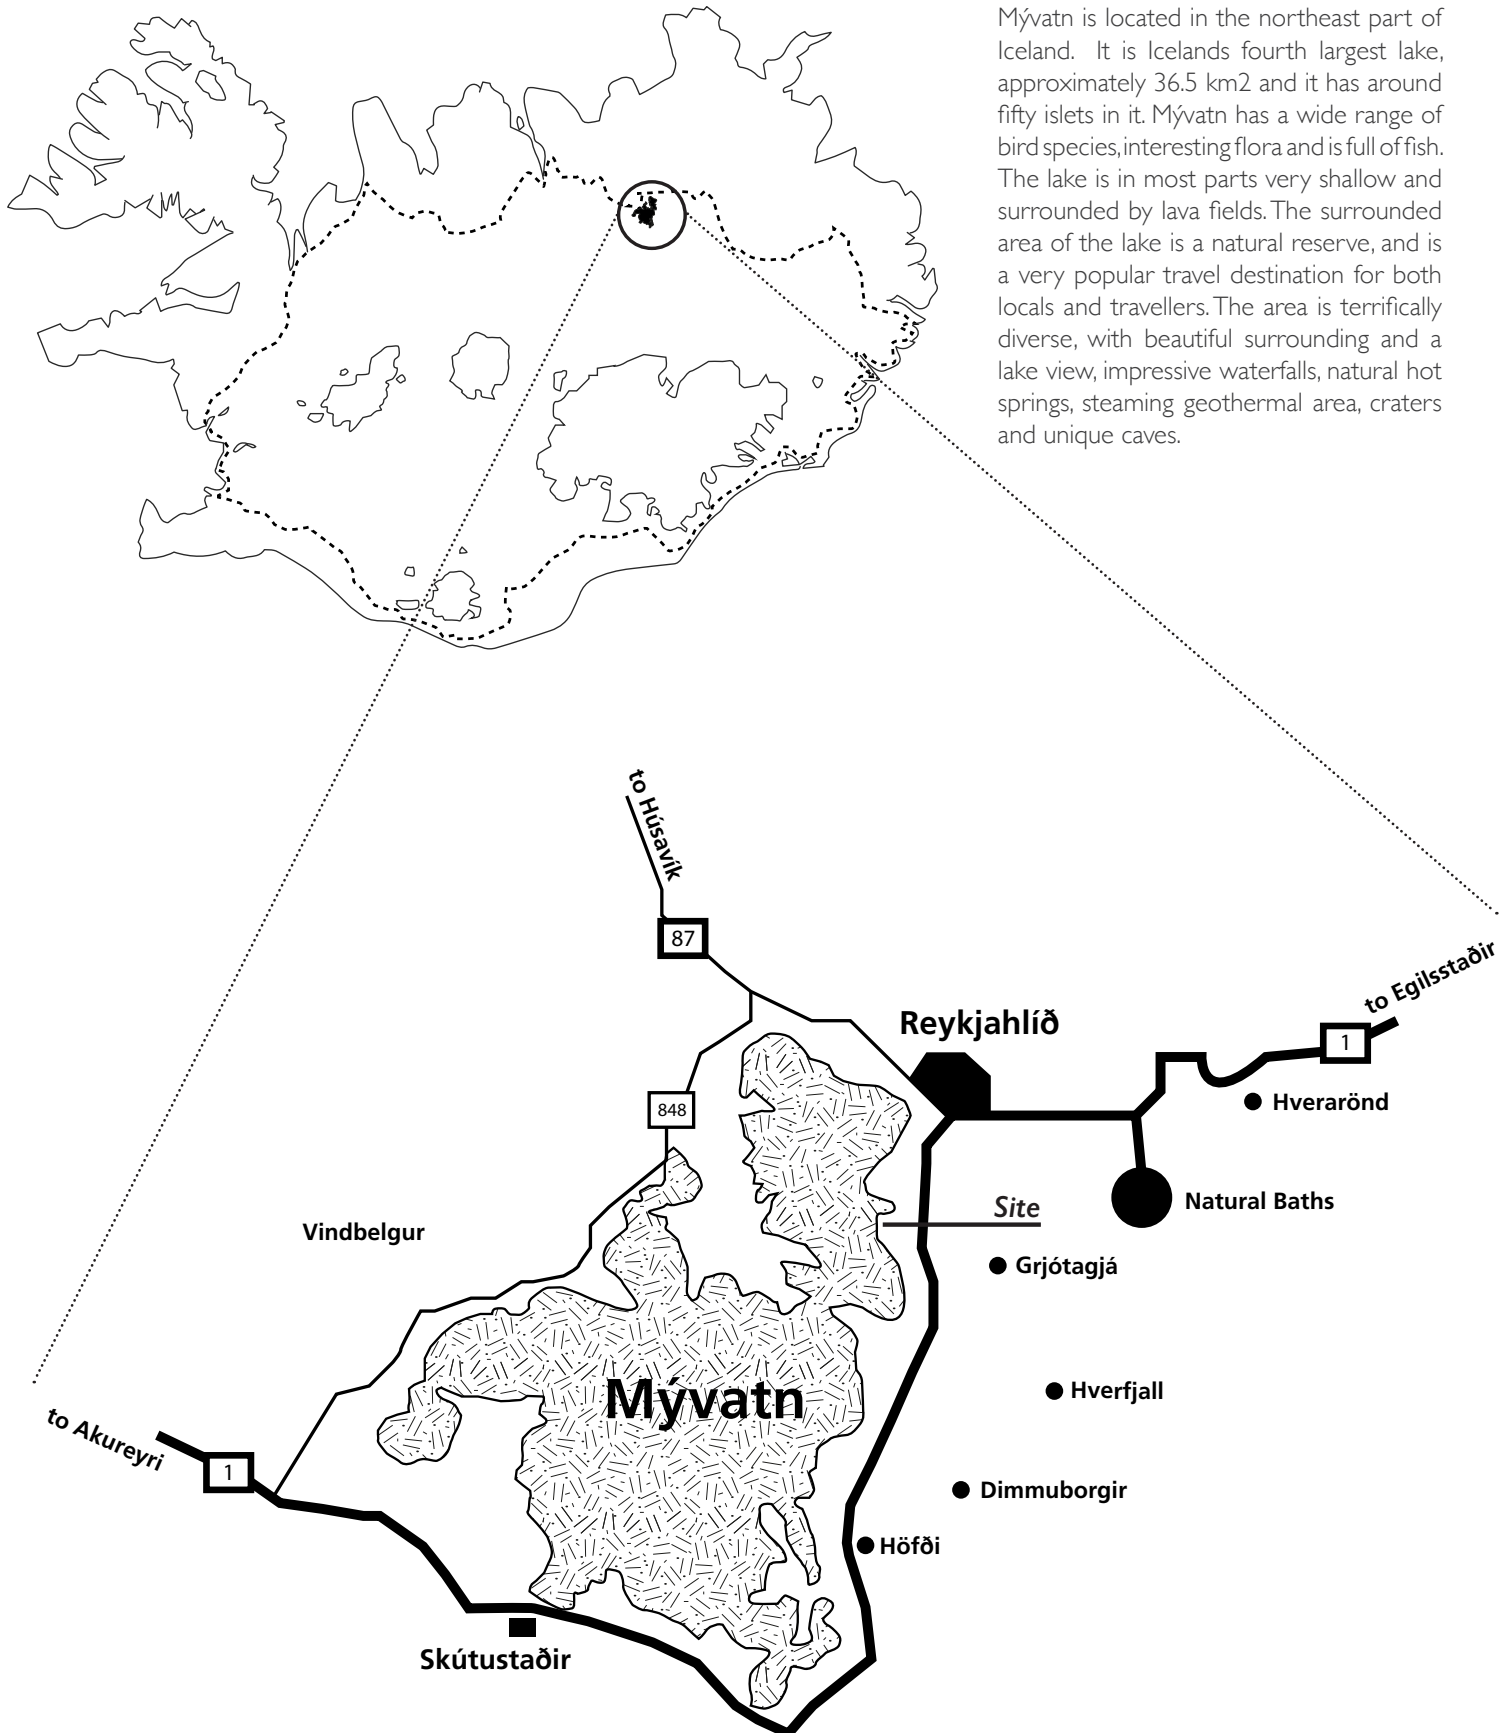 Mývatn is located in the northeast part of
Iceland. It is Icelands fourth largest lake,
approximately 36.5 km2 and it has around
fifty islets in it. Mývatn has a wide range of
bird species, interesting flora and is full of fish.
The lake is in most parts very shallow and
surrounded by lava fields. The surrounded
area of the lake is a natural reserve, and is
a very popular travel destination for both
locals and travellers. The area is terrifically
diverse, with beautiful surrounding and a
lake view, impressive waterfalls, natural hot
springs, steaming geothermal area, craters
and unique caves.
to Húsavík
87
to Egilsstaðir
Reykjahlíð
1
Hverarönd
848
Natural Baths
Site
Vindbelgur
Grjótagjá
Hverfjall
Mývatn
to Akureyri
1
Dimmuborgir
Höfði
Skútustaðir